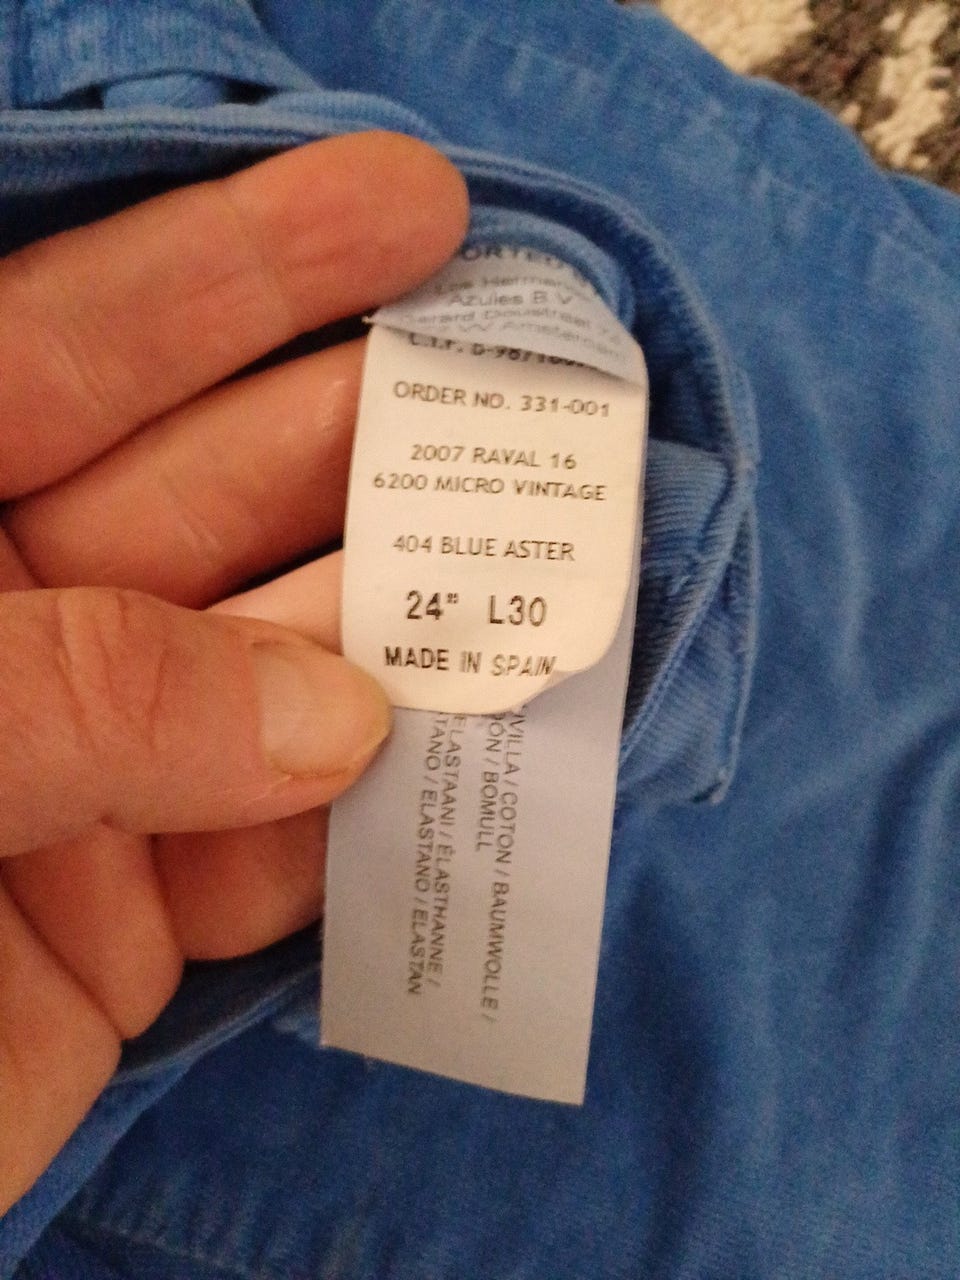 Azules B.V
ORDER NO. 331-001
2007 RAVAL 16
6200 MICRO VINTAGE
404 BLUE ASTER
24" L30
MADE IN SPAIN
/ COTON / BAUMWOLLE /
/ BOMULL
ELASTAANI / ÉLASTHANNE /
/ ELASTANO / ELASTAN